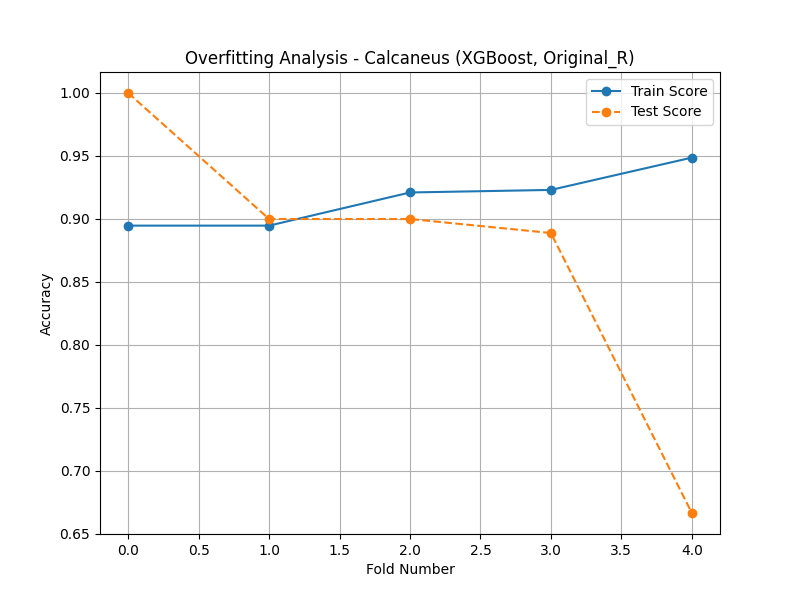 Overfitting Analysis - Calcaneus (XGBoost, Original_R)
Train Score
Test Score
1.00
0.95
0.90
0.85
0.80
0.75
0.70
0.65
Accuracy
0.0 0.5 1.0 1.5 2.0 2.5 3.0 3.5 4.0
Fold Number